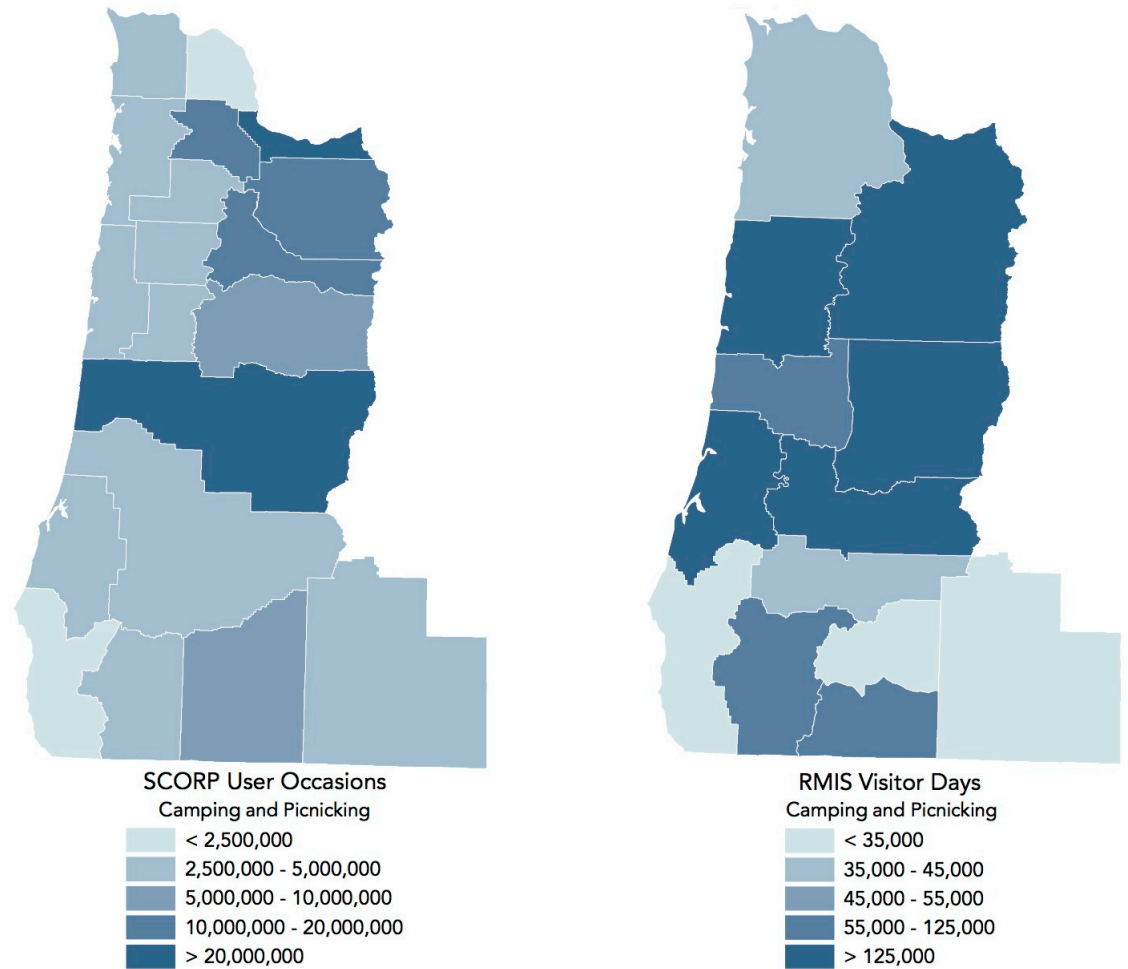 SCORP User Occasions
Camping and Picnicking
< 2,500,000
2,500,000 - 5,000,000
5,000,000 - 10,000,000
10,000,000 - 20,000,000
> 20,000,000
RMIS Visitor Days
Camping and Picnicking
< 35,000
35,000 - 45,000
45,000 - 55,000
55,000 - 125,000
> 125,000